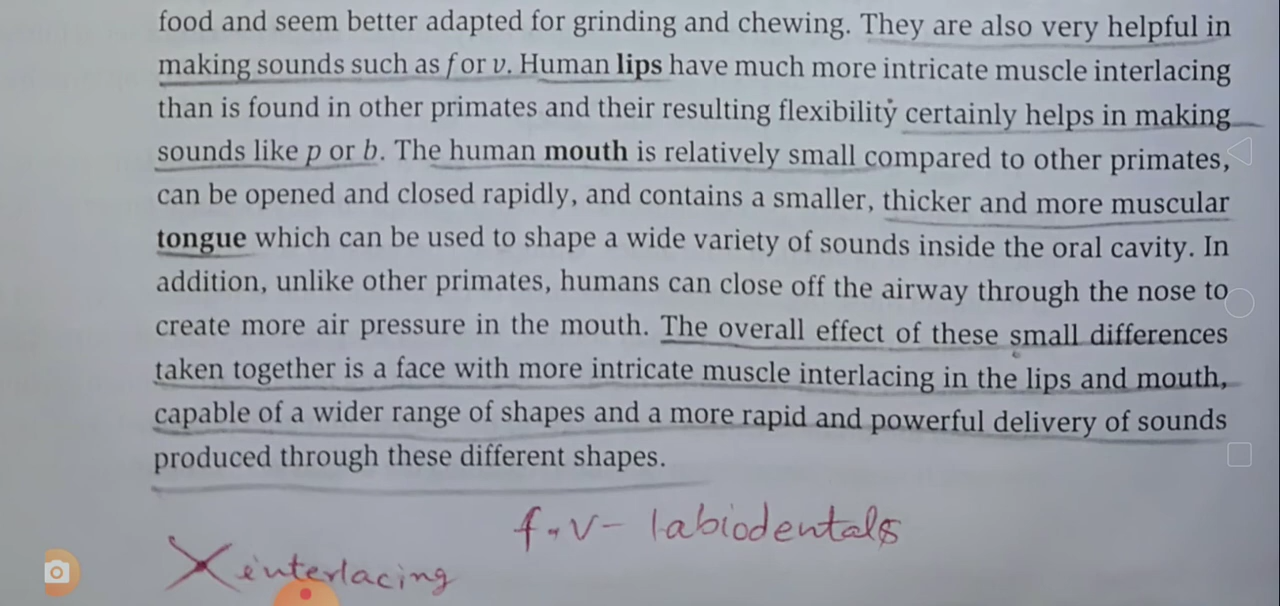 food and seem better adapted for grinding and chewing. They are also very helpful in
making sounds such as f or v. Human lips have much more intricate muscle interlacing
than is found in other primates and their resulting flexibility certainly helps in making
sounds like p or b. The human mouth is relatively small compared to other primates,
can be opened and closed rapidly, and contains a smaller, thicker and more muscular
tongue which can be used to shape a wide variety of sounds inside the oral cavity. In
addition, unlike other primates, humans can close off the airway through the nose to
create more air pressure in the mouth. The overall effect of these small differences
taken together is a face with more intricate muscle interlacing in the lips and mouth,
capable of a wider range of shapes and a more rapid and powerful delivery of sounds
produced through these different shapes.
f, v - labiodentals
X interlacing